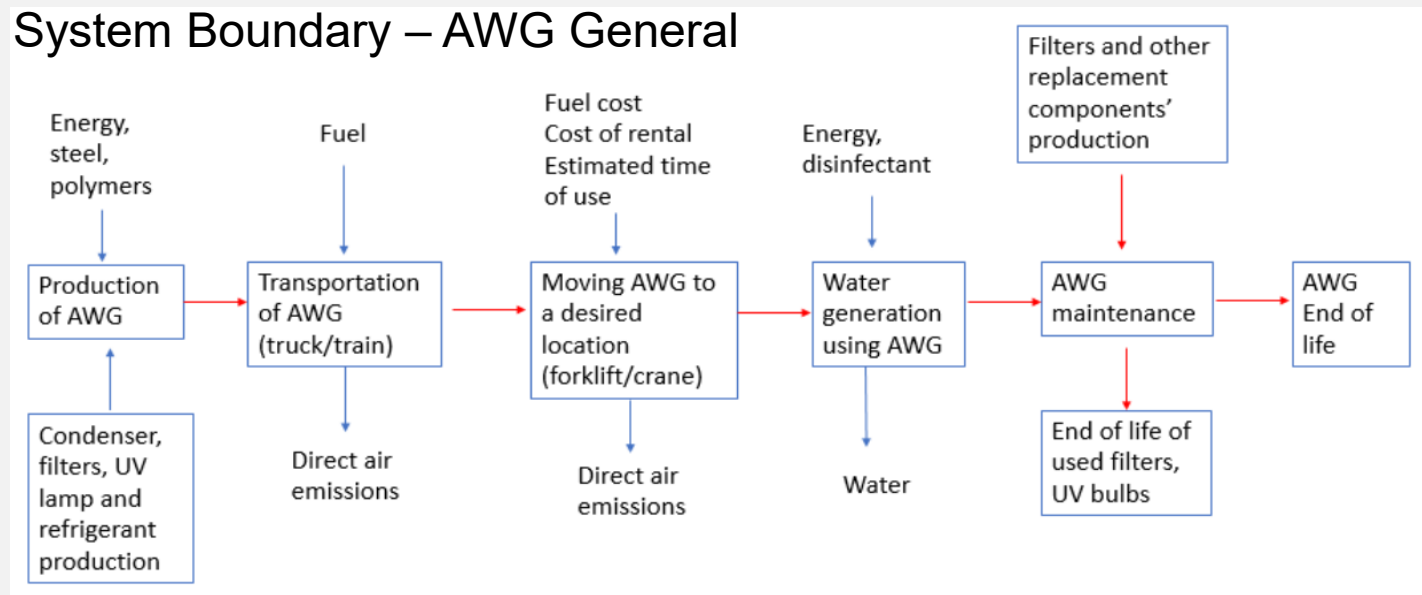 System Boundary – AWG General
Energy,
steel,
polymers
Fuel
Fuel cost
Cost of rental
Estimated time
of use
Energy,
disinfectant
Filters and other
replacement
components’
production
Production
of AWG
Transportation
of AWG
(truck/train)
Moving AWG to
a desired
location
(forklift/crane)
Water
generation
using AWG
AWG
maintenance
AWG
End of
life
Condenser,
filters, UV
lamp and
refrigerant
production
Direct air
emissions
Direct air
emissions
Water
End of life of
used filters,
UV bulbs